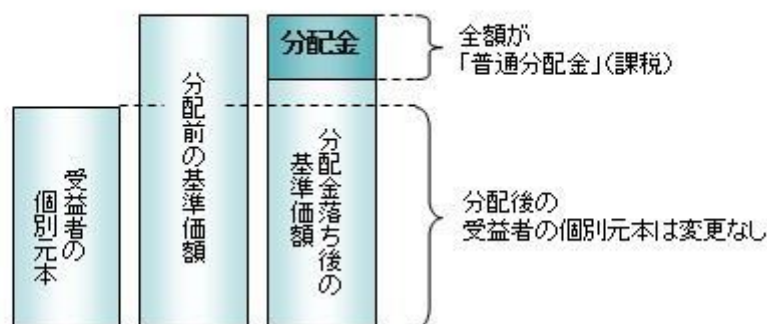 受益者の
個別元本
分配前の基準価額
分配金
分配金落ち後の
基準価額
全額が
「普通分配金」(課税)
分配後の
受益者の個別元本は変更なし